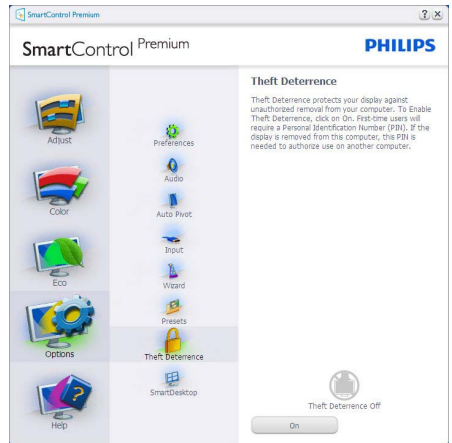 SmartControl Premium
SmartControl Premium
PHILIPS
Adjust
Color
Eco
Options
Help
Preferences
Audio
Auto Pivot
Input
Wizard
Presets
Theft Deterrence
SmartDesktop
Theft Deterrence
Theft Deterrence protects your display against
unauthorized removal from your computer. To Enable
Theft Deterrence, click on On. First-time users will
require a Personal Identification Number (PIN). If the
display is removed from this computer, this PIN is
needed to authorize use on another computer.
Theft Deterrence Off
On